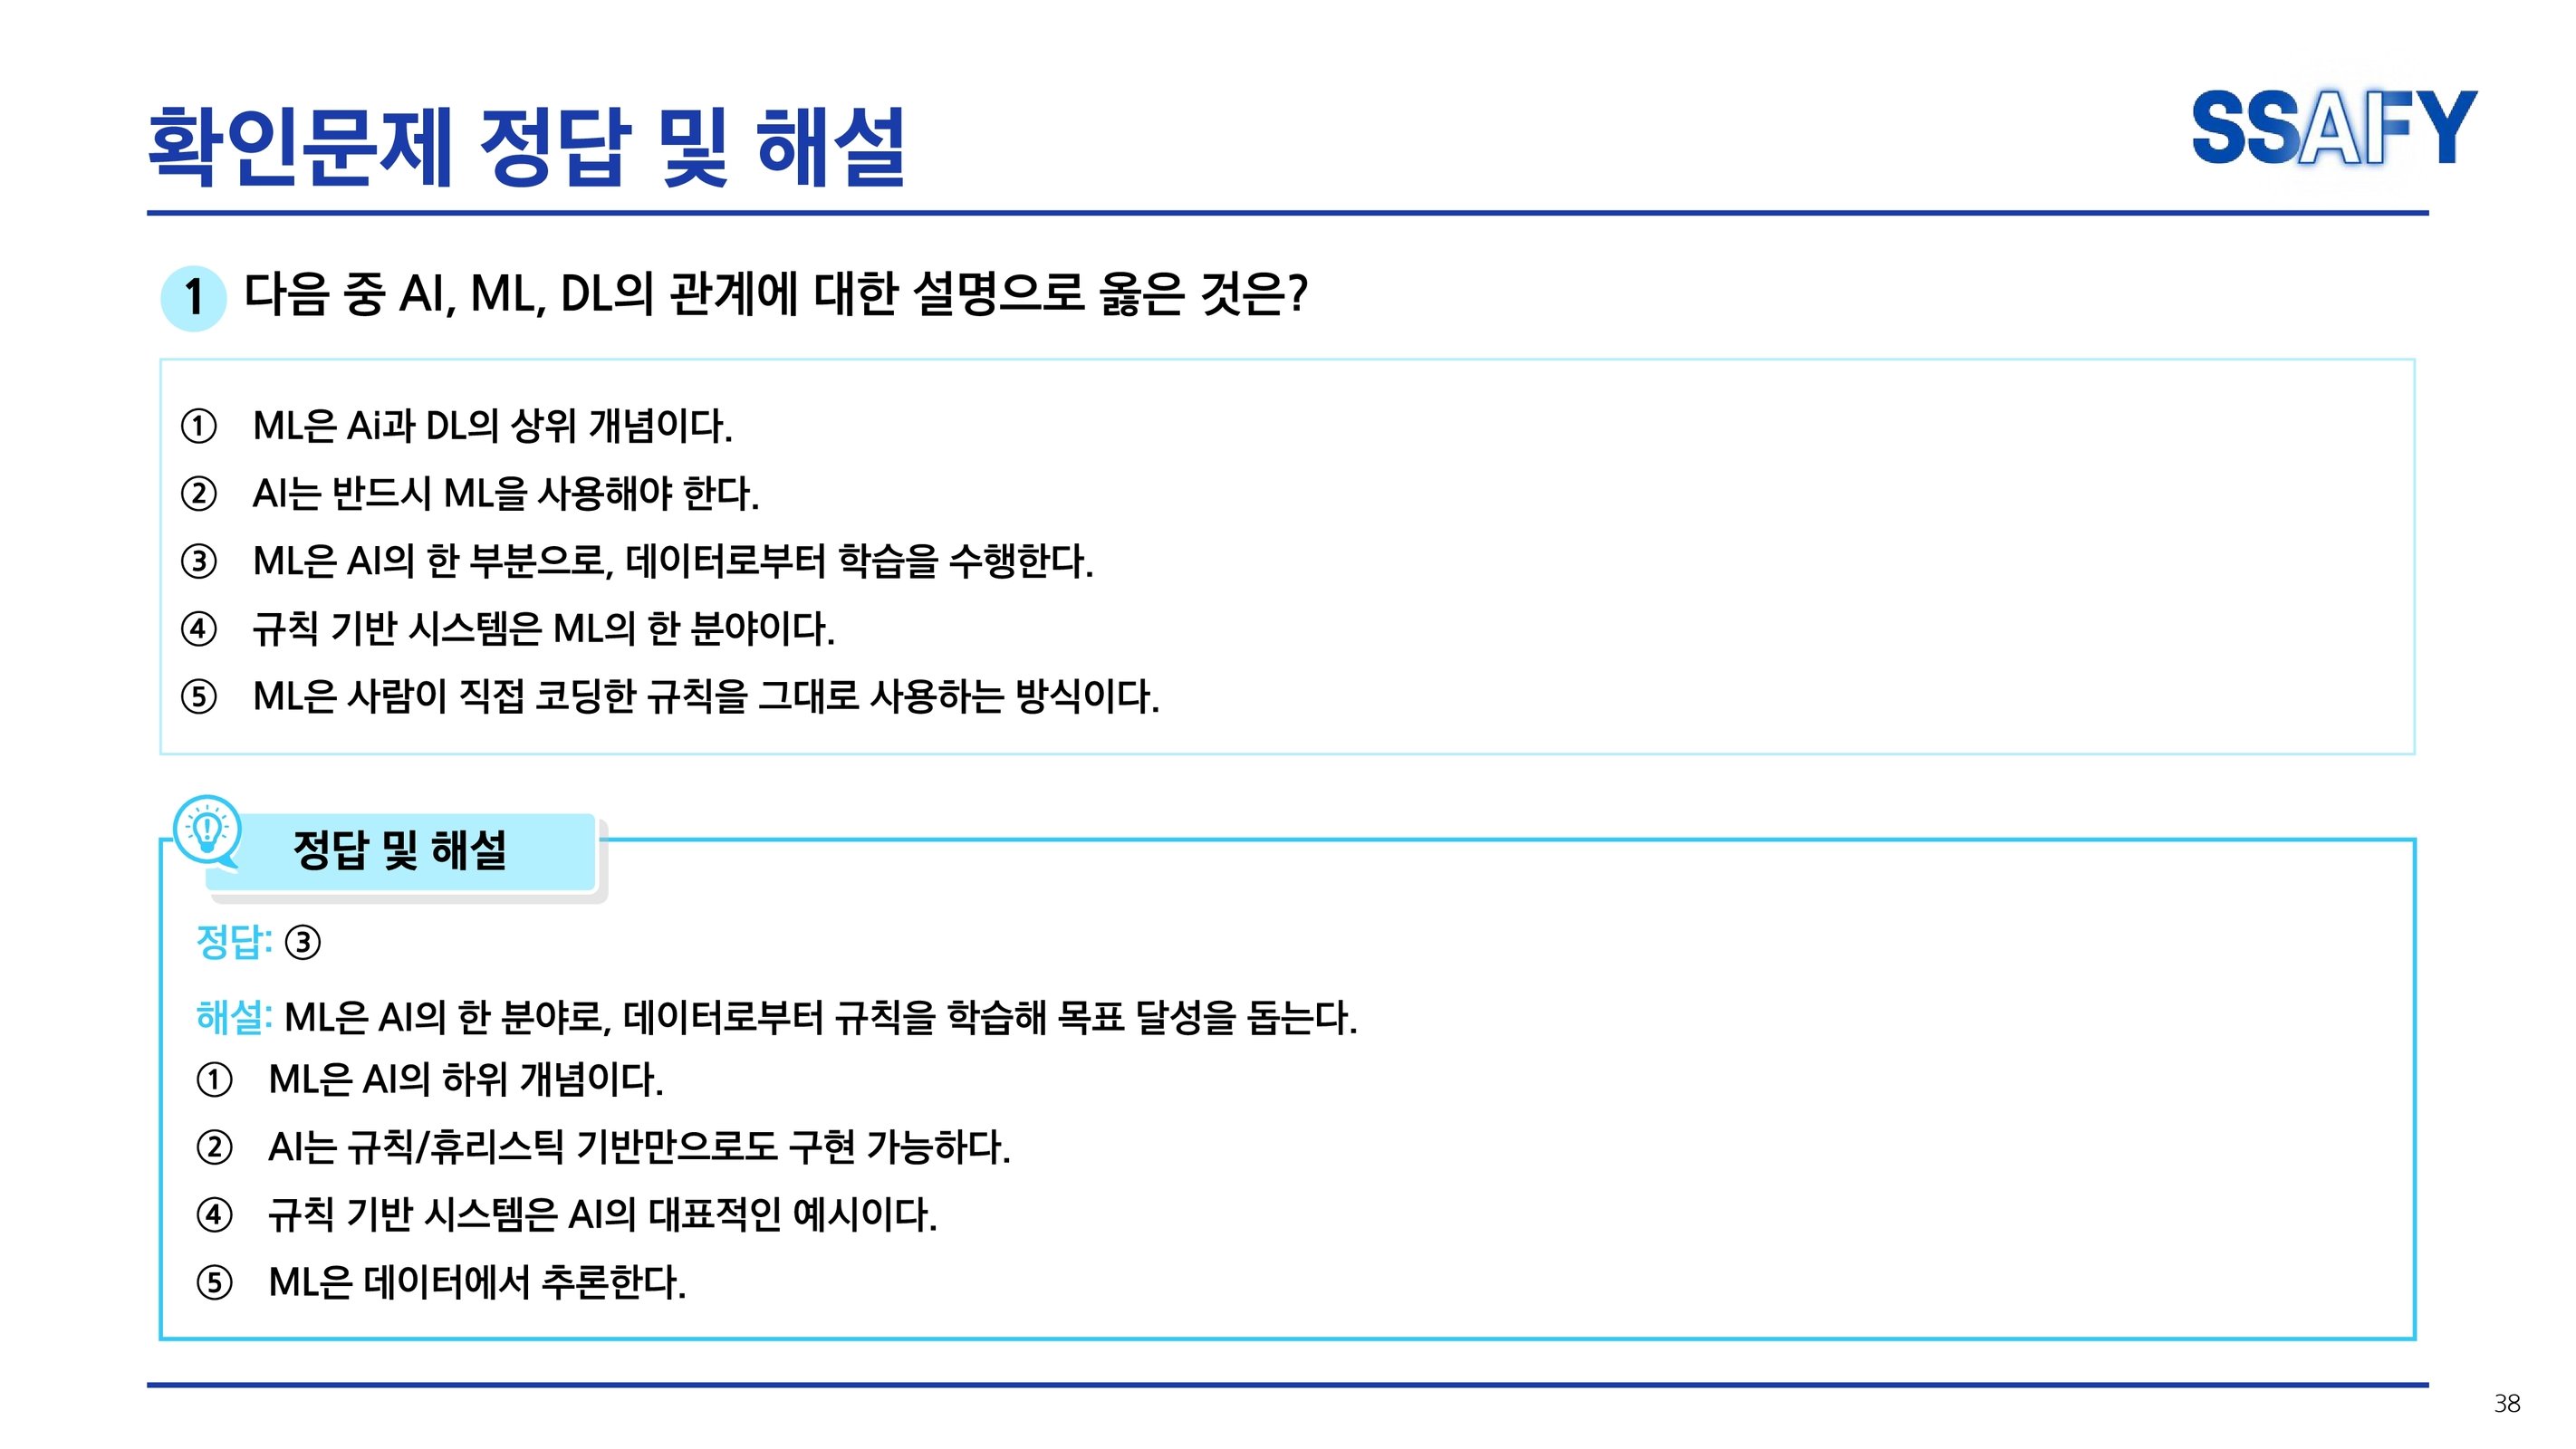 확인문제 정답 및 해설
SSAFY
1 다음 중 AI, ML, DL의 관계에 대한 설명으로 옳은 것은?
① ML은 Ai과 DL의 상위 개념이다.
② AI는 반드시 ML을 사용해야 한다.
③ ML은 AI의 한 부분으로, 데이터로부터 학습을 수행한다.
④ 규칙 기반 시스템은 ML의 한 분야이다.
⑤ ML은 사람이 직접 코딩한 규칙을 그대로 사용하는 방식이다.
정답 및 해설
정답: ③
해설: ML은 AI의 한 분야로, 데이터로부터 규칙을 학습해 목표 달성을 돕는다.
① ML은 AI의 하위 개념이다.
② AI는 규칙/휴리스틱 기반만으로도 구현 가능하다.
④ 규칙 기반 시스템은 AI의 대표적인 예시이다.
⑤ ML은 데이터에서 추론한다.
38